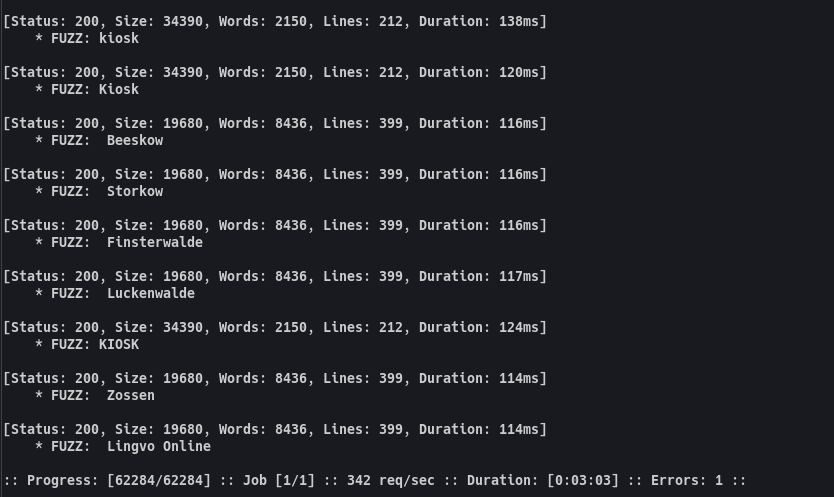 [Status: 200, Size: 34390, Words: 2150, Lines: 212, Duration: 138ms]
    * FUZZ: kiosk
[Status: 200, Size: 34390, Words: 2150, Lines: 212, Duration: 120ms]
    * FUZZ: Kiosk
[Status: 200, Size: 19680, Words: 8436, Lines: 399, Duration: 116ms]
    * FUZZ:  Beeskow
[Status: 200, Size: 19680, Words: 8436, Lines: 399, Duration: 116ms]
    * FUZZ:  Storkow
[Status: 200, Size: 19680, Words: 8436, Lines: 399, Duration: 116ms]
    * FUZZ:  Finsterwalde
[Status: 200, Size: 19680, Words: 8436, Lines: 399, Duration: 117ms]
    * FUZZ:  Luckenwalde
[Status: 200, Size: 34390, Words: 2150, Lines: 212, Duration: 124ms]
    * FUZZ: KIOSK
[Status: 200, Size: 19680, Words: 8436, Lines: 399, Duration: 114ms]
    * FUZZ:  Zossen
[Status: 200, Size: 19680, Words: 8436, Lines: 399, Duration: 114ms]
    * FUZZ:  Lingvo Online
:: Progress: [62284/62284] :: Job [1/1] :: 342 req/sec :: Duration: [0:03:03] :: Errors: 1 ::